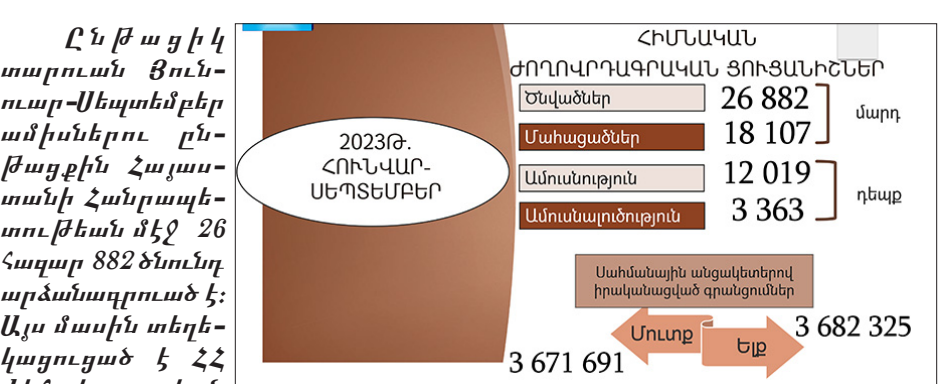 Ընթացիկ
տարուան Յուն-
ուար-Սեպտեմբեր
ամիսներու ըն-
թացքին Հայաս-
տանի Հանրապե-
տութեան մէջ 26
հազար 882 ծնունդ
արձանագրուած է:
Այս մասին տեղե-
կացուցած է ՀՀ
ՀԻՄՆԱԿԱՆ
ԺՈՂՈՎՐԴԱԳՐԱԿԱՆ ՑՈՒՑԱՆԻՇՆԵՐ
2023Թ.
ՀՈՒՆՎԱՐ-
ՍԵՊՏԵՄԲԵՐ
Ծնվածներ 26 882
Մահացածներ 18 107
մարդ
Ամուսնություն 12 019
Ամուսնալուծություն 3 363
դեպք
Սահմանային անցակետերով
իրականացված գրանցումներ
Մուտք 3 671 691
Ելք 3 682 325